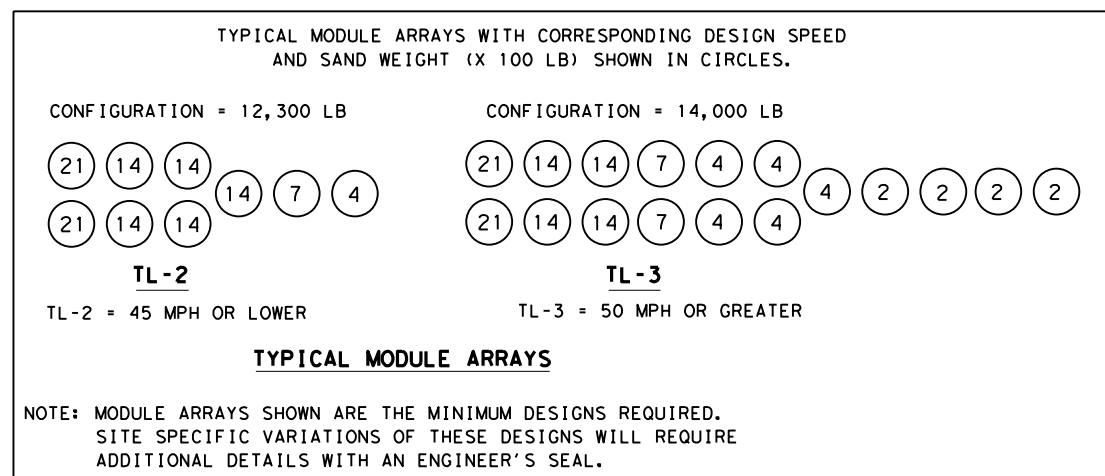 TYPICAL MODULE ARRAYS WITH CORRESPONDING DESIGN SPEED
AND SAND WEIGHT (X 100 LB) SHOWN IN CIRCLES.
CONFIGURATION = 12,300 LB
21 14 14
14 7 4
21 14 14
TL-2
TL-2 = 45 MPH OR LOWER
CONFIGURATION = 14,000 LB
21 14 14 7 4 4
4 2 2 2 2
21 14 14 7 4 4
TL-3
TL-3 = 50 MPH OR GREATER
TYPICAL MODULE ARRAYS
NOTE: MODULE ARRAYS SHOWN ARE THE MINIMUM DESIGNS REQUIRED.
SITE SPECIFIC VARIATIONS OF THESE DESIGNS WILL REQUIRE
ADDITIONAL DETAILS WITH AN ENGINEER'S SEAL.